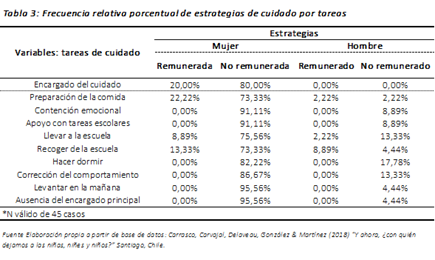 Tabla 3: Frecuencia relativa porcentual de estrategias de cuidado por tareas
Estrategias
Variables: tareas de cuidado
Mujer Hombre
Remunerada No remunerada Remunerado No remunerado
Encargado del cuidado 20,00% 80,00% 0,00% 0,00%
Preparación de la comida 22,22% 73,33% 2,22% 2,22%
Contención emocional 0,00% 91,11% 0,00% 8,89%
Apoyo con tareas escolares 0,00% 91,11% 0,00% 8,89%
Llevar a la escuela 8,89% 75,56% 2,22% 13,33%
Recoger de la escuela 13,33% 73,33% 8,89% 4,44%
Hacer dormir 0,00% 82,22% 0,00% 17,78%
Corrección del comportamiento 0,00% 86,67% 0,00% 13,33%
Levantar en la mañana 0,00% 95,56% 0,00% 4,44%
Ausencia del encargado principal 0,00% 95,56% 0,00% 4,44%
*N válido de 45 casos
Fuente Elaboración propia a partir de base de datos: Carrasco, Carvajal, Delaveau, González & Martínez (2018) "Y ahora, ¿con quién
dejamos a las niñas, niñes y niños?" Santiago, Chile.